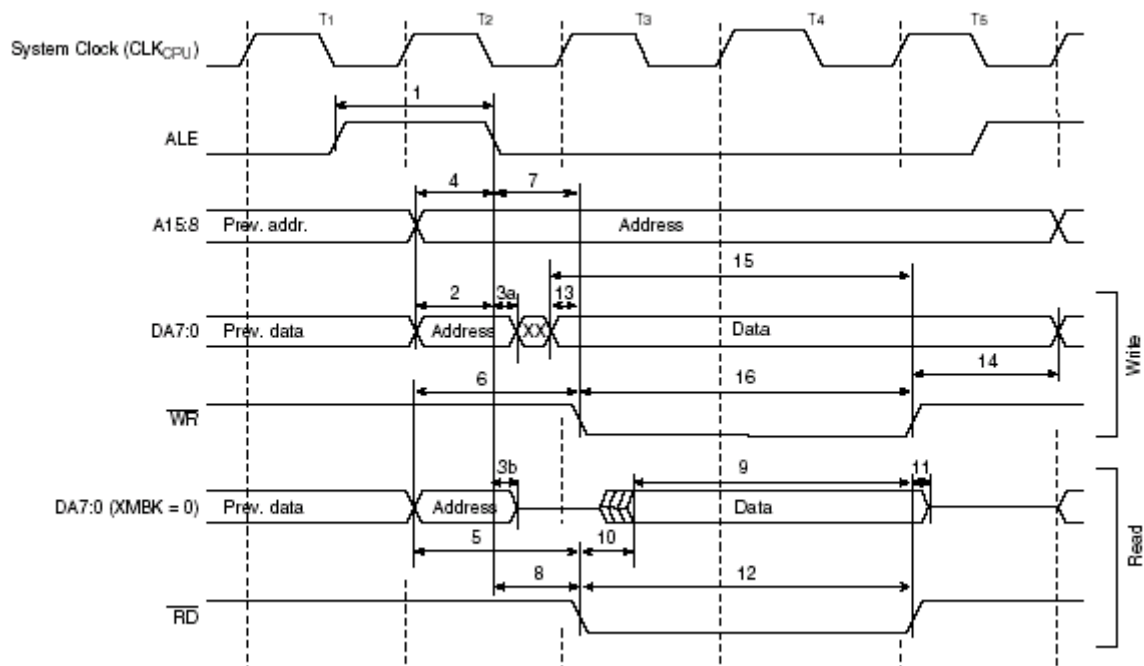 T1 T2 T3 T4 T5
System Clock (CLKCPU)
1
ALE
4 7
A15:8 Prev. addr. Address
15
2 3a 13
DA7:0 Prev. data Address XX Data
14
6 16
WR
3b 9 11
DA7:0 (XMBK = 0) Prev. data Address Data
5 10
8 12
RD
Write
Read